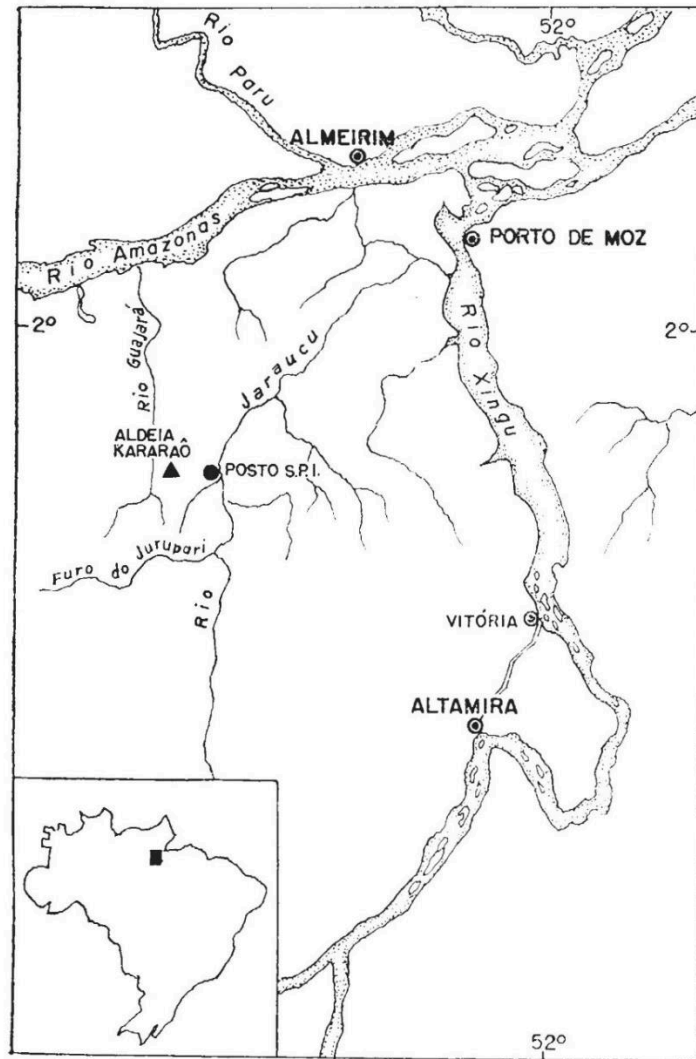 52°
Rio
Paru
ALMEIRIM
Rio Amazonas
PORTO DE MOZ
2°
2°
Rio Guajará
Jaraucu
Rio Xingu
ALDEIA
KARARAÔ
POSTO S.P.I.
Furo do Jurupari
Rio
VITÓRIA
ALTAMIRA
52°